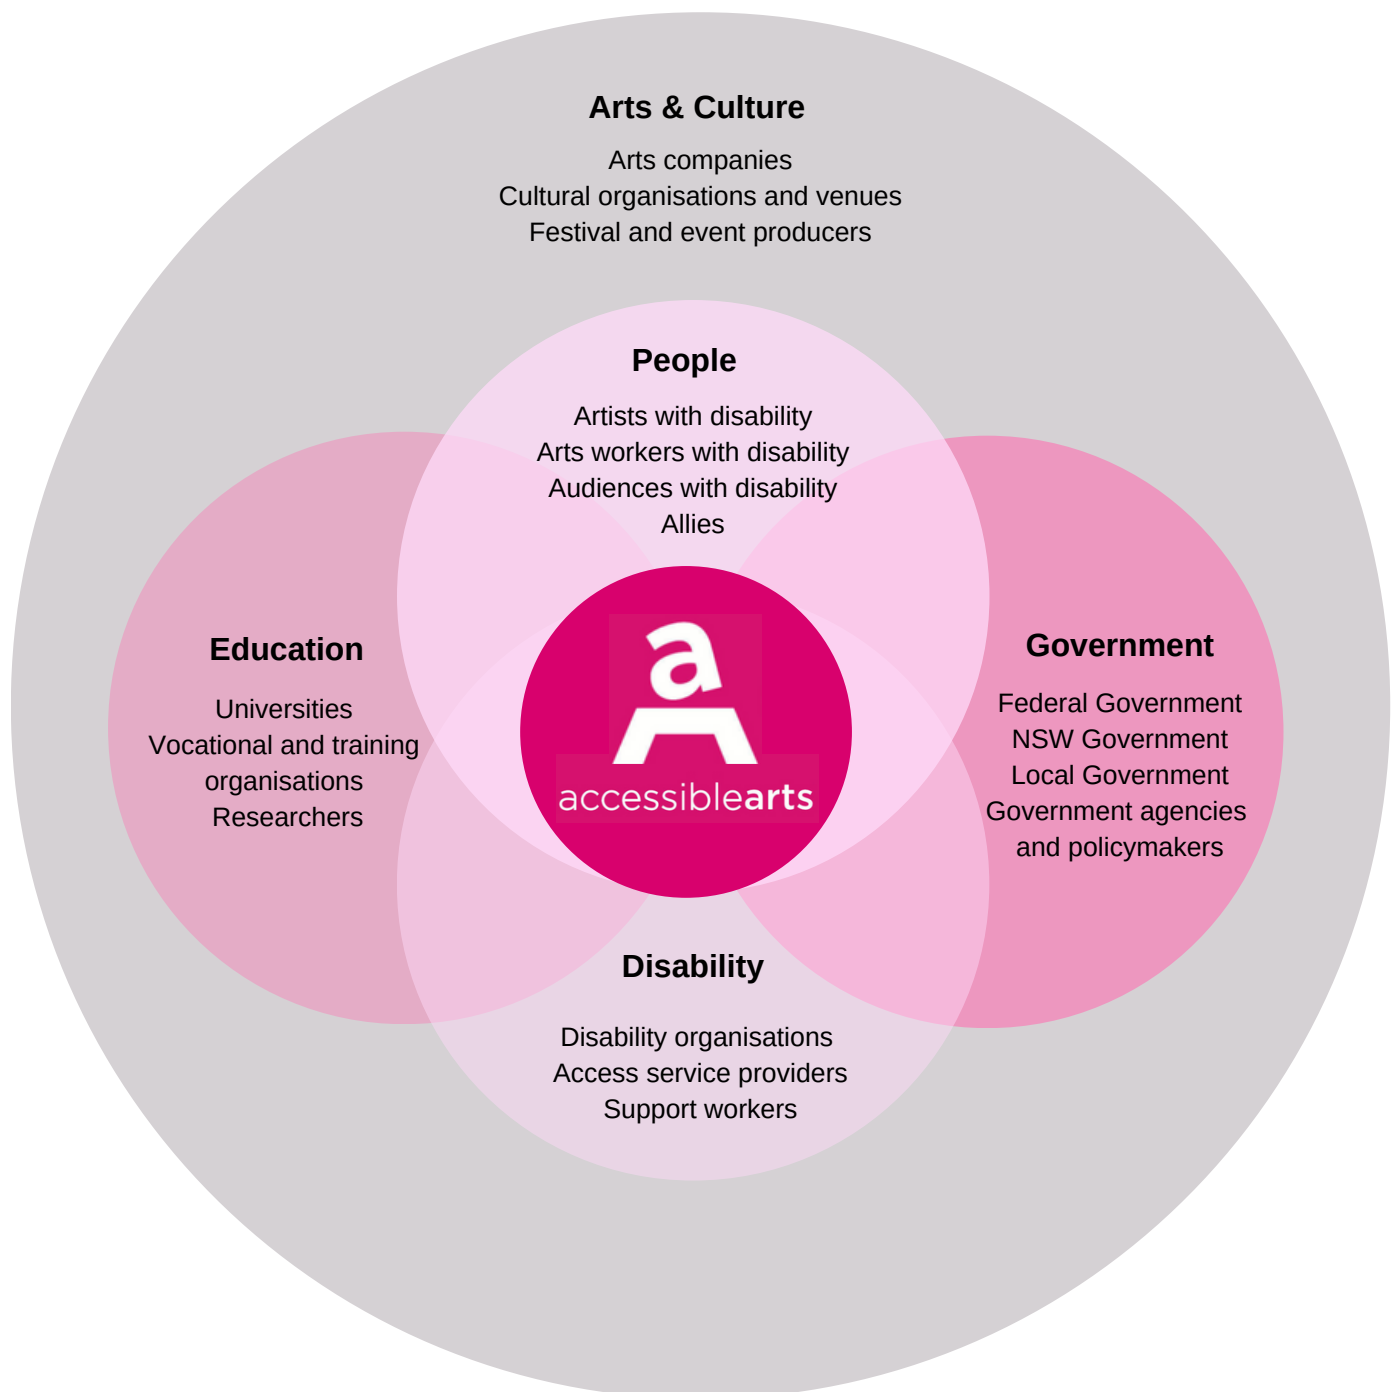 Arts & Culture
Arts companies
Cultural organisations and venues
Festival and event producers
People
Artists with disability
Arts workers with disability
Audiences with disability
Allies
Education
Universities
Vocational and training
organisations
Researchers
a
A
accessiblearts
Government
Federal Government
NSW Government
Local Government
Government agencies
and policymakers
Disability
Disability organisations
Access service providers
Support workers